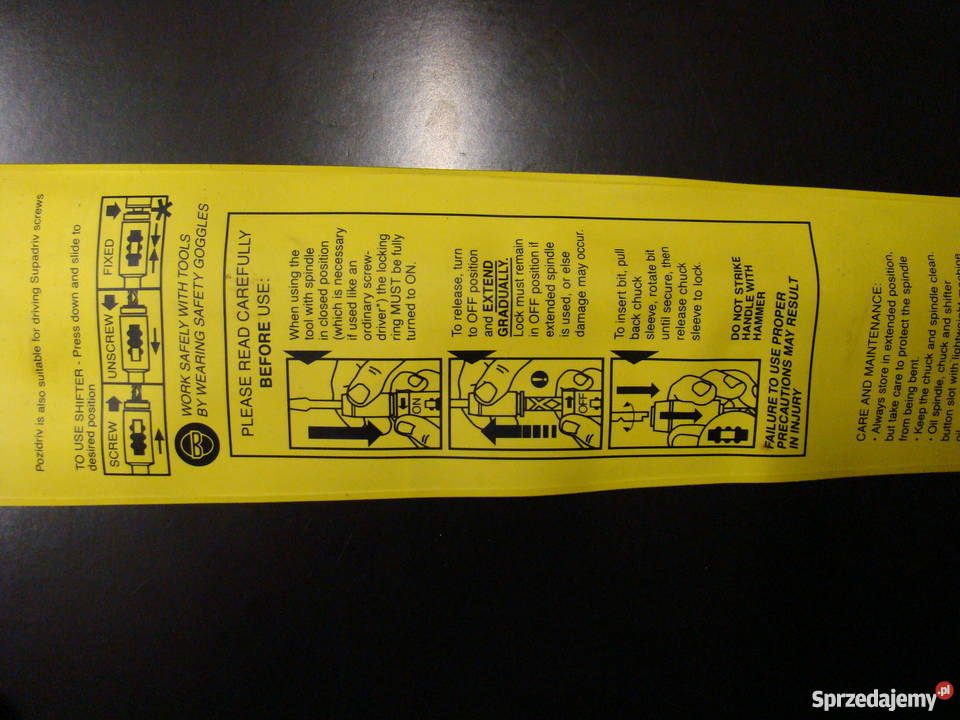 Pozidriv is also suitable for driving Supadriv screws
TO USE SHIFTER - Press down and slide to
desired position
SCREW
UNSCREW
FIXED
B
WORK SAFELY WITH TOOLS
BY WEARING SAFETY GOGGLES
PLEASE READ CAREFULLY
BEFORE USE:
ON
When using the
tool with spindle
in closed position
(which is necessary
if used like an
ordinary screw-
driver*) the locking
ring MUST be fully
turned to ON.
OFF
To release, turn
to OFF position
and EXTEND
GRADUALLY.
Lock must remain
in OFF position if
extended spindle
is used, or else
damage may occur.
To insert bit, pull
back chuck
sleeve, rotate bit
until secure, then
release chuck
sleeve to lock.
DO NOT STRIKE
HANDLE WITH
HAMMER
FAILURE TO USE PROPER
PRECAUTIONS MAY RESULT
IN INJURY
CARE AND MAINTENANCE:
· Always store in extended position,
but take care to protect the spindle
from being bent.
· Keep the chuck and spindle clean.
· Oil spindle, chuck and shifter
button slot with lightweight machine
Sprzedajemy.pl